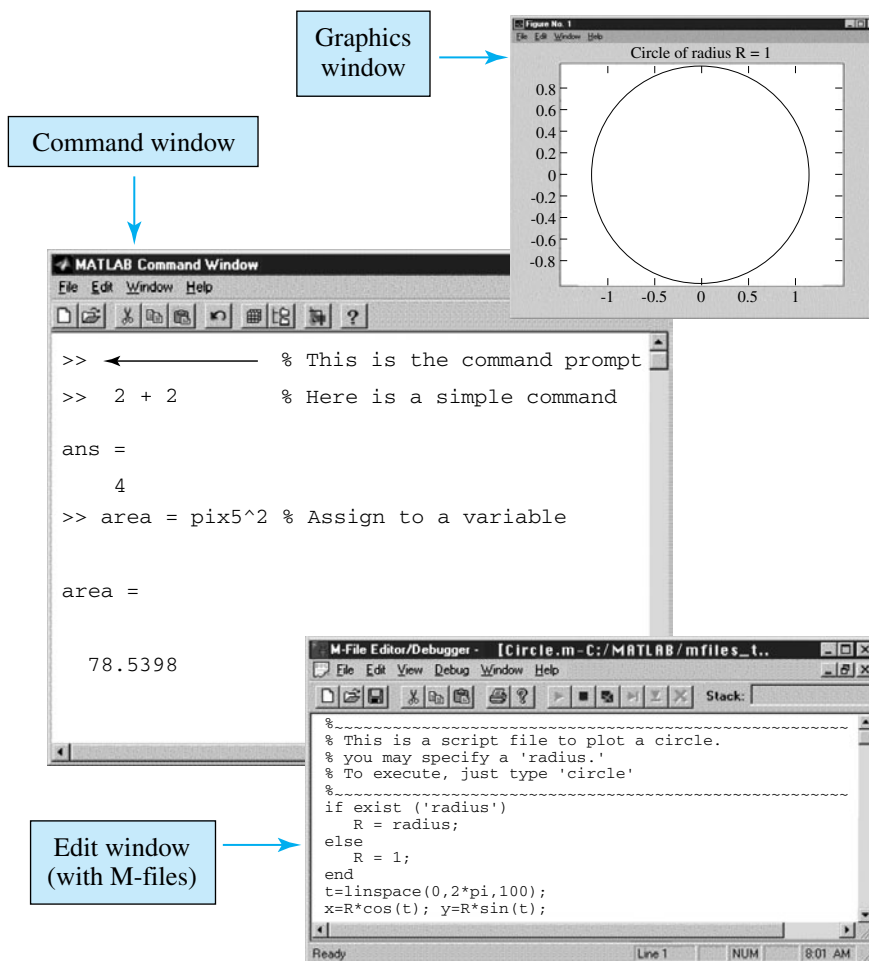 Graphics
window
Figure No. 1
File Edit Window Help
Circle of radius R = 1
0.8
0.6
0.4
0.2
0
-0.2
-0.4
-0.6
-0.8
-1 -0.5 0 0.5 1
Command window
MATLAB Command Window
File Edit Window Help
>> % This is the command prompt
>> 2 + 2 % Here is a simple command
ans =
4
>> area = pix5^2 % Assign to a variable
area =
78.5398
Edit window
(with M-files)
M-File Editor/Debugger - [Circle.m-C:/MATLAB/mfiles_t..
File Edit View Debug Window Help
Stack:
%~~~~~~~~~~~~~~~~~~~~~~~~~~~~~~~~~~~~~~~~~~~~~~~~~~~~~
% This is a script file to plot a circle.
% you may specify a 'radius.'
% To execute, just type 'circle'
%~~~~~~~~~~~~~~~~~~~~~~~~~~~~~~~~~~~~~~~~~~~~~~~~~~~~~
if exist ('radius')
R = radius;
else
R = 1;
end
t=linspace(0,2*pi,100);
x=R*cos(t); y=R*sin(t);
Ready Line 1 NUM 8:01 AM